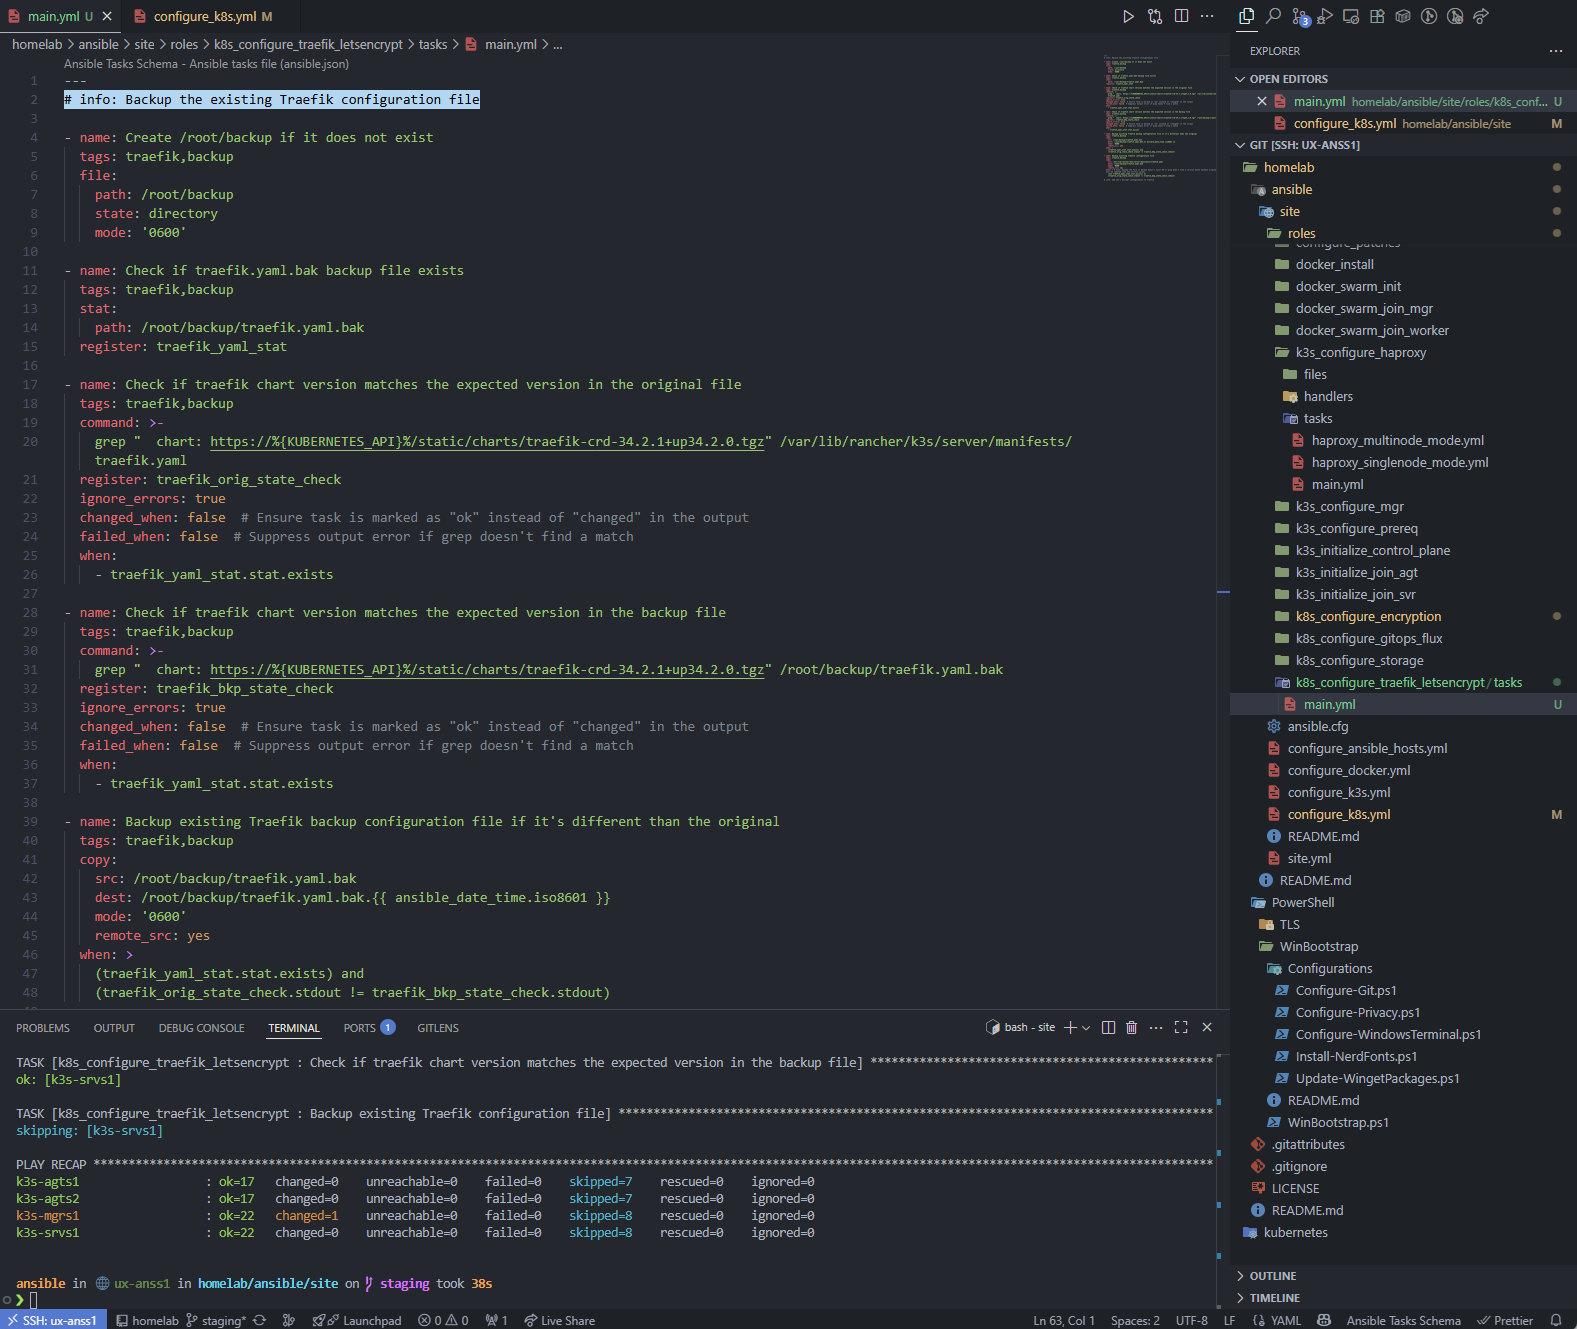 main.yml U
configure_k8s.yml M
homelab > ansible > site > roles > k8s_configure_traefik_letsencrypt > tasks > main.yml > ...
Ansible Tasks Schema - Ansible tasks file (ansible.json)
1 ---
2 # info: Backup the existing Traefik configuration file
3
4 - name: Create /root/backup if it does not exist
5 tags: traefik,backup
6 file:
7 path: /root/backup
8 state: directory
9 mode: '0600'
10
11 - name: Check if traefik.yaml.bak backup file exists
12 tags: traefik,backup
13 stat:
14 path: /root/backup/traefik.yaml.bak
15 register: traefik_yaml_stat
16
17 - name: Check if traefik chart version matches the expected version in the original file
18 tags: traefik,backup
19 command: >-
20 grep "  chart: https://%{KUBERNETES_API}%/static/charts/traefik-crd-34.2.1+up34.2.0.tgz" /var/lib/rancher/k3s/server/manifests/
traefik.yaml
21 register: traefik_orig_state_check
22 ignore_errors: true
23 changed_when: false  # Ensure task is marked as "ok" instead of "changed" in the output
24 failed_when: false  # Suppress output error if grep doesn't find a match
25 when:
26 - traefik_yaml_stat.stat.exists
27
28 - name: Check if traefik chart version matches the expected version in the backup file
29 tags: traefik,backup
30 command: >-
31 grep "  chart: https://%{KUBERNETES_API}%/static/charts/traefik-crd-34.2.1+up34.2.0.tgz" /root/backup/traefik.yaml.bak
32 register: traefik_bkp_state_check
33 ignore_errors: true
34 changed_when: false  # Ensure task is marked as "ok" instead of "changed" in the output
35 failed_when: false  # Suppress output error if grep doesn't find a match
36 when:
37 - traefik_yaml_stat.stat.exists
38
39 - name: Backup existing Traefik backup configuration file if it's different than the original
40 tags: traefik,backup
41 copy:
42 src: /root/backup/traefik.yaml.bak
43 dest: /root/backup/traefik.yaml.bak.{{ ansible_date_time.iso8601 }}
44 mode: '0600'
45 remote_src: yes
46 when: >
47 (traefik_yaml_stat.stat.exists) and
48 (traefik_orig_state_check.stdout != traefik_bkp_state_check.stdout)
PROBLEMS OUTPUT DEBUG CONSOLE TERMINAL PORTS 1 GITLENS
bash - site
TASK [k8s_configure_traefik_letsencrypt : Check if traefik chart version matches the expected version in the backup file] *************************************************
ok: [k3s-srvs1]
TASK [k8s_configure_traefik_letsencrypt : Backup existing Traefik configuration file] *************************************************************************************
skipping: [k3s-srvs1]
PLAY RECAP ****************************************************************************************************************************************************************
k3s-agts1 : ok=17 changed=0 unreachable=0 failed=0 skipped=7 rescued=0 ignored=0
k3s-agts2 : ok=17 changed=0 unreachable=0 failed=0 skipped=7 rescued=0 ignored=0
k3s-mgrs1 : ok=22 changed=1 unreachable=0 failed=0 skipped=8 rescued=0 ignored=0
k3s-srvs1 : ok=22 changed=0 unreachable=0 failed=0 skipped=8 rescued=0 ignored=0
ansible in ux-anss1 in homelab/ansible/site on staging took 38s
❯
EXPLORER
OPEN EDITORS
main.yml homelab/ansible/site/roles/k8s_conf... U
configure_k8s.yml homelab/ansible/site M
GIT [SSH: UX-ANSS1]
homelab
ansible
site
roles
configure_patches
docker_install
docker_swarm_init
docker_swarm_join_mgr
docker_swarm_join_worker
k3s_configure_haproxy
files
handlers
tasks
haproxy_multinode_mode.yml
haproxy_singlenode_mode.yml
main.yml
k3s_configure_mgr
k3s_configure_prereq
k3s_initialize_control_plane
k3s_initialize_join_agt
k3s_initialize_join_svr
k8s_configure_encryption
k8s_configure_gitops_flux
k8s_configure_storage
k8s_configure_traefik_letsencrypt / tasks
main.yml U
ansible.cfg
configure_ansible_hosts.yml
configure_docker.yml
configure_k3s.yml
configure_k8s.yml M
README.md
site.yml
README.md
PowerShell
TLS
WinBootstrap
Configurations
Configure-Git.ps1
Configure-Privacy.ps1
Configure-WindowsTerminal.ps1
Install-NerdFonts.ps1
Update-WingetPackages.ps1
README.md
WinBootstrap.ps1
.gitattributes
.gitignore
LICENSE
README.md
kubernetes
OUTLINE
TIMELINE
3
SSH: ux-anss1 homelab staging* Launchpad 0 0 1 Live Share Ln 63, Col 1 Spaces: 2 UTF-8 LF YAML Ansible Tasks Schema Prettier